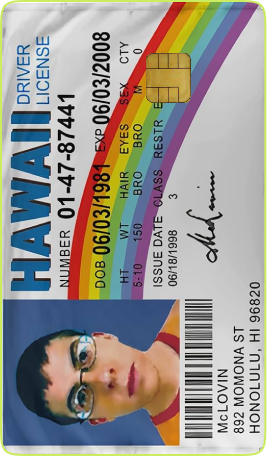 HAWAII
DRIVER
LICENSE
NUMBER 01-47-87441
DOB 06/03/1981 EXP 06/03/2008
HT WT HAIR EYES SEX CTY
5-10 150 BRO BRO M 0
ISSUE DATE CLASS RESTR E
06/18/1998 3
McLovin
McLOVIN
892 MOMONA ST
HONOLULU, HI 96820